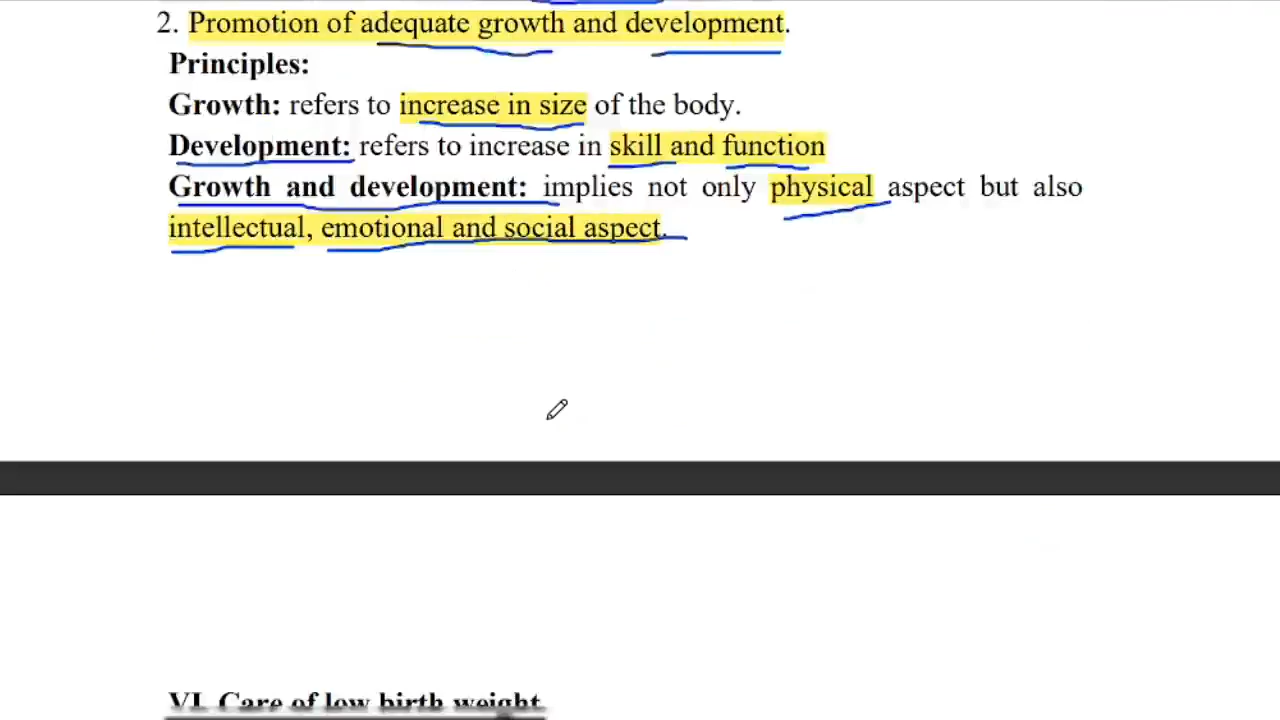 2. Promotion of adequate growth and development.
Principles:
Growth: refers to increase in size of the body.
Development: refers to increase in skill and function
Growth and development: implies not only physical aspect but also
intellectual, emotional and social aspect.
VI. Care of low birth weight